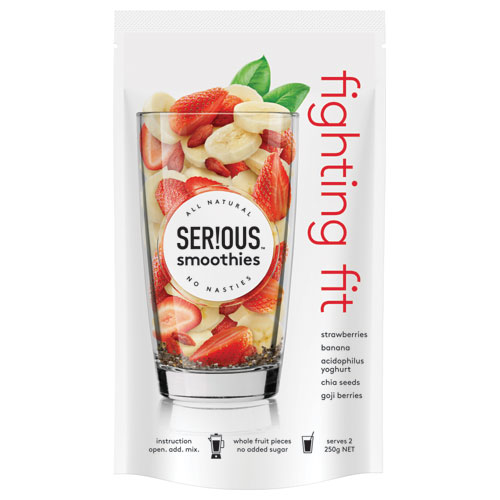 fighting fit
ALL NATURAL
SER!OUS™
smoothies
NO NASTIES
strawberries
banana
acidophilus
yoghurt
chia seeds
goji berries
instruction
open. add. mix.
whole fruit pieces
no added sugar
serves 2
250g NET